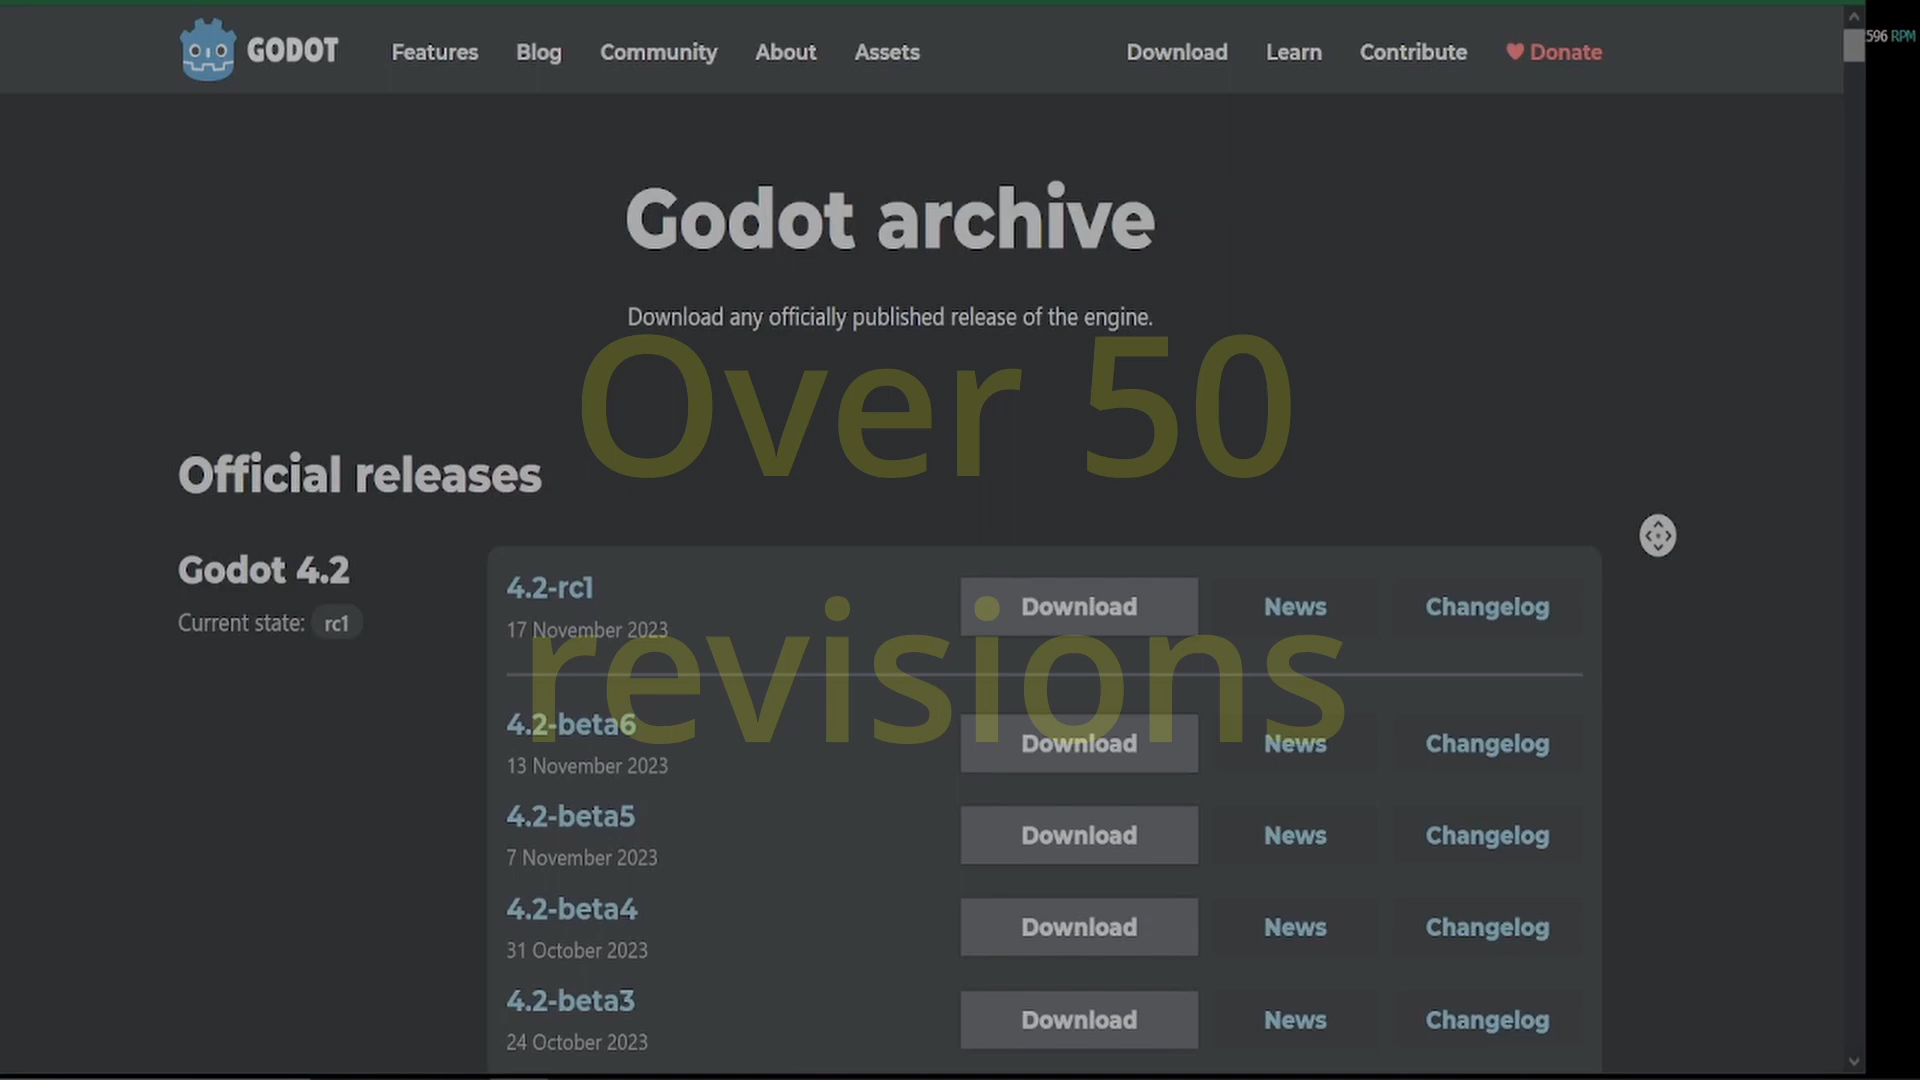 GODOT Features Blog Community About Assets Download Learn Contribute Donate
596 RPM
Godot archive
Download any officially published release of the engine.
Over 50
Official releases
Godot 4.2
Current state: rc1
4.2-rc1 Download News Changelog
17 November 2023
revisions
4.2-beta6 Download News Changelog
13 November 2023
4.2-beta5 Download News Changelog
7 November 2023
4.2-beta4 Download News Changelog
31 October 2023
4.2-beta3 Download News Changelog
24 October 2023